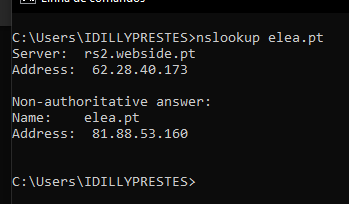 Linha de comandos
C:\Users\IDILLYPRESTES>nslookup elea.pt
Server:  rs2.webside.pt
Address:  62.28.40.173
Non-authoritative answer:
Name:    elea.pt
Address:  81.88.53.160
C:\Users\IDILLYPRESTES>